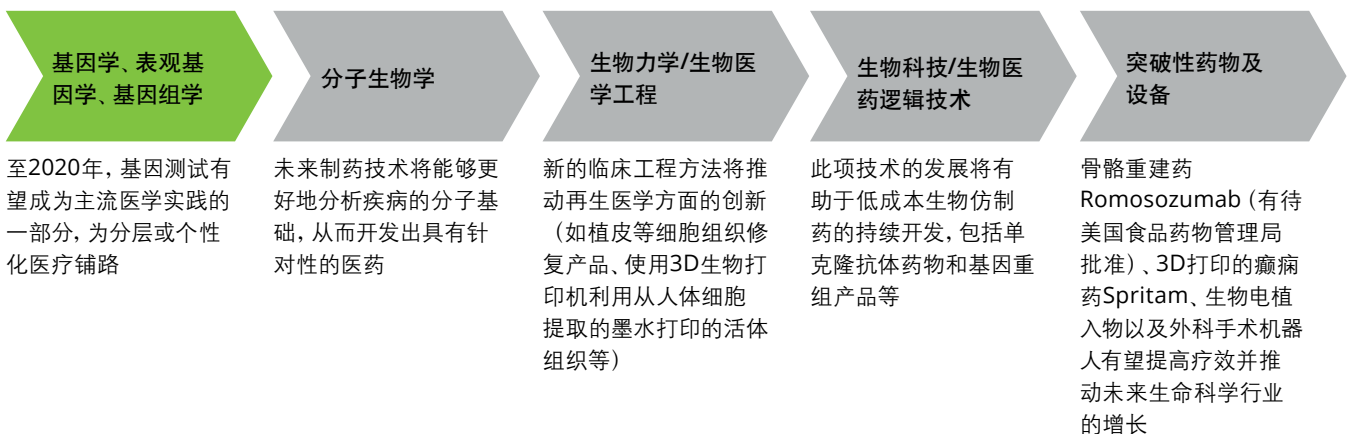 基因学、表观基
因学、基因组学
至2020年，基因测试有
望成为主流医学实践的
一部分，为分层或个性
化医疗铺路
分子生物学
未来制药技术将能够更
好地分析疾病的分子基
础，从而开发出具有针
对性的医药
生物力学/生物医
学工程
新的临床工程方法将推
动再生医学方面的创新
（如植皮等细胞组织修
复产品、使用3D生物打
印机利用从人体细胞
提取的墨水打印的活体
组织等）
生物科技/生物医
药逻辑技术
此项技术的发展将有
助于低成本生物仿制
药的持续开发，包括单
克隆抗体药物和基因重
组产品等
突破性药物及
设备
骨骼重建药
Romosozumab（有待
美国食品药物管理局
批准）、3D打印的癫痫
药Spritam、生物电植
入物以及外科手术机器
人有望提高疗效并推
动未来生命科学行业
的增长